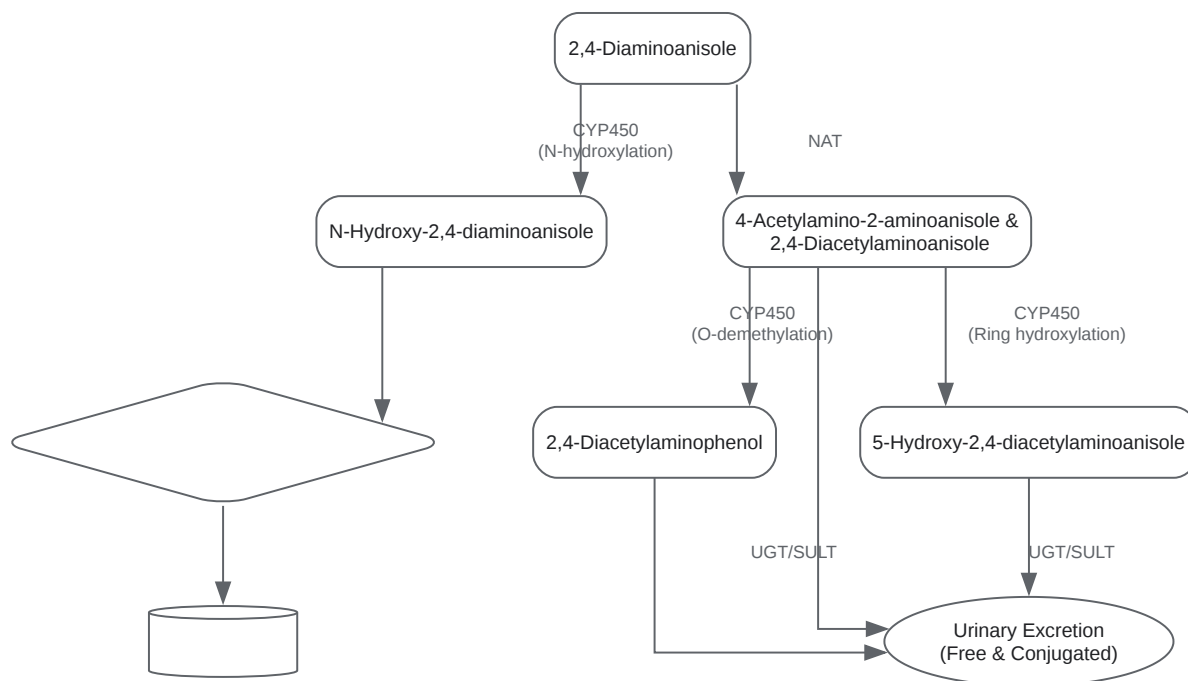 2,4-Diaminoanisole
CYP450
(N-hydroxylation)
NAT
N-Hydroxy-2,4-diaminoanisole
4-Acetylamino-2-aminoanisole &
2,4-Diacetylaminoanisole
CYP450
(O-demethylation)
CYP450
(Ring hydroxylation)
2,4-Diacetylaminophenol
5-Hydroxy-2,4-diacetylaminoanisole
UGT/SULT
UGT/SULT
Urinary Excretion
(Free & Conjugated)